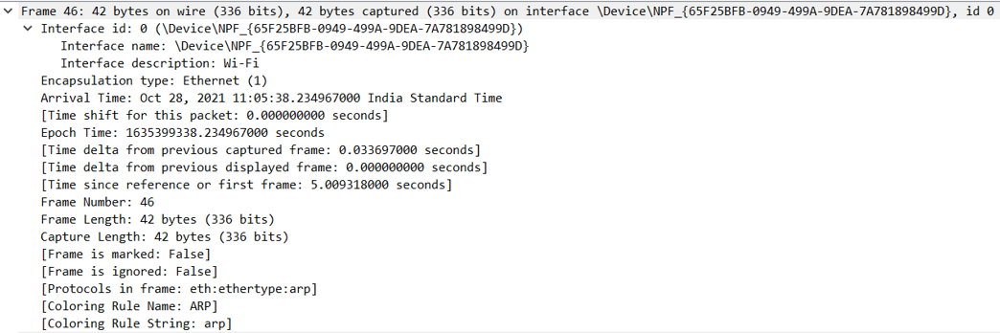 Frame 46: 42 bytes on wire (336 bits), 42 bytes captured (336 bits) on interface \Device\NPF_{65F25BFB-0949-499A-9DEA-7A781898499D}, id 0
Interface id: 0 (\Device\NPF_{65F25BFB-0949-499A-9DEA-7A781898499D})
Interface name: \Device\NPF_{65F25BFB-0949-499A-9DEA-7A781898499D}
Interface description: Wi-Fi
Encapsulation type: Ethernet (1)
Arrival Time: Oct 28, 2021 11:05:38.234967000 India Standard Time
[Time shift for this packet: 0.000000000 seconds]
Epoch Time: 1635399338.234967000 seconds
[Time delta from previous captured frame: 0.033697000 seconds]
[Time delta from previous displayed frame: 0.000000000 seconds]
[Time since reference or first frame: 5.009318000 seconds]
Frame Number: 46
Frame Length: 42 bytes (336 bits)
Capture Length: 42 bytes (336 bits)
[Frame is marked: False]
[Frame is ignored: False]
[Protocols in frame: eth:ethertype:arp]
[Coloring Rule Name: ARP]
[Coloring Rule String: arp]